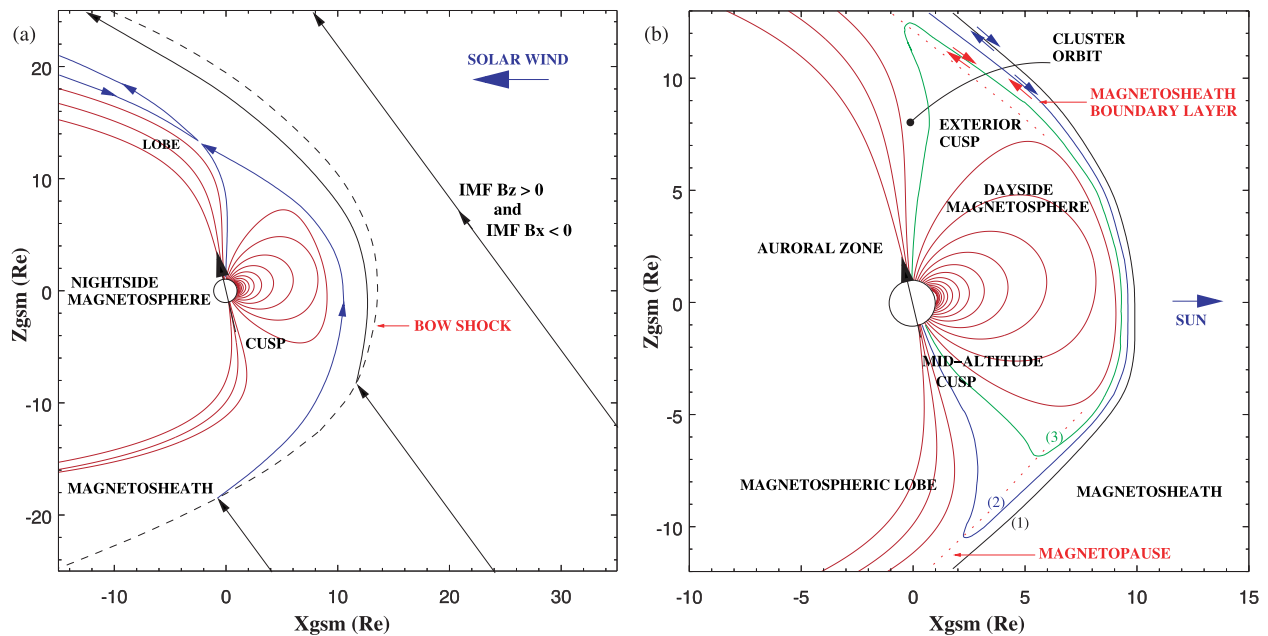 (a)
SOLAR WIND
LOBE
IMF Bz > 0
and
IMF Bx < 0
NIGHTSIDE
MAGNETOSPHERE
BOW SHOCK
CUSP
MAGNETOSHEATH
20
10
0
-10
-20
Zgsm (Re)
-10
0
10
20
30
Xgsm (Re)
(b)
CLUSTER
ORBIT
MAGNETOSHEATH
BOUNDARY LAYER
EXTERIOR
CUSP
DAYSIDE
MAGNETOSPHERE
AURORAL ZONE
SUN
MID-ALTITUDE
CUSP
(3)
MAGNETOSPHERIC LOBE
MAGNETOSHEATH
(2)
(1)
MAGNETOPAUSE
10
5
0
-5
-10
Zgsm (Re)
-10
-5
0
5
10
15
Xgsm (Re)